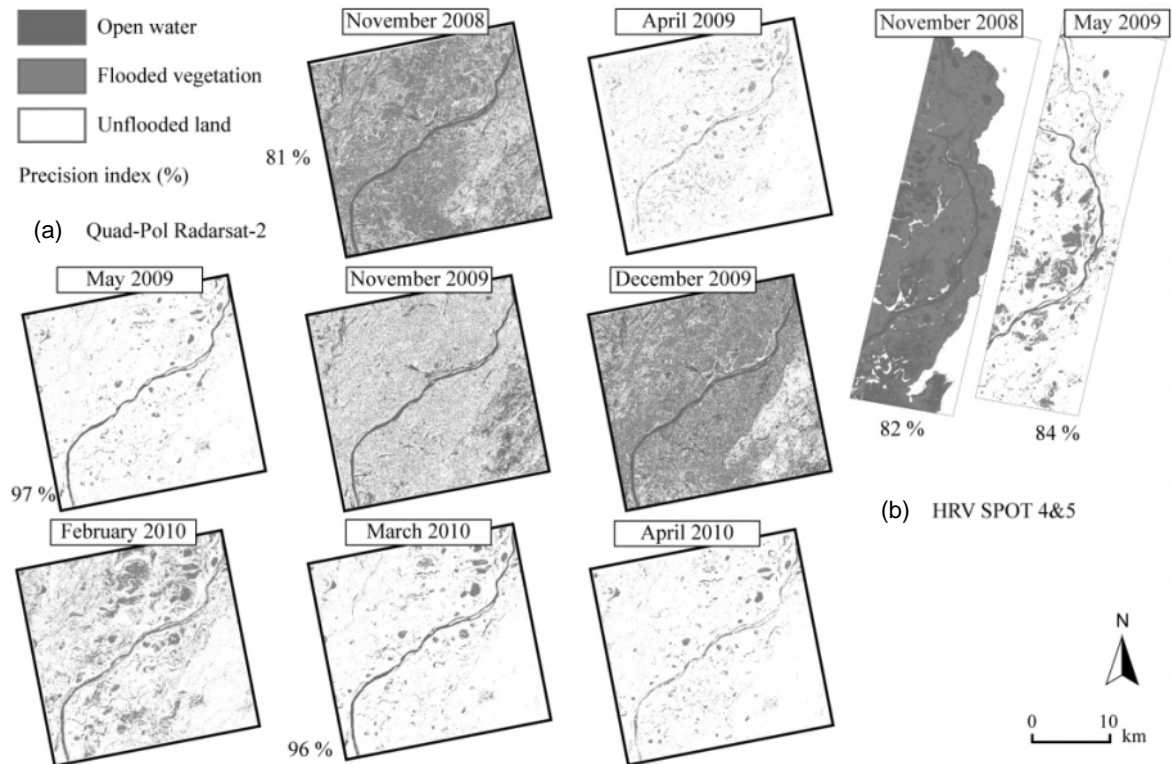 Open water
Flooded vegetation
Unflooded land
Precision index (%)
(a) Quad-Pol Radarsat-2
November 2008
81 %
April 2009
May 2009
97 %
November 2009
December 2009
February 2010
March 2010
96 %
April 2010
November 2008
82 %
May 2009
84 %
(b) HRV SPOT 4&5
N
0 10
km